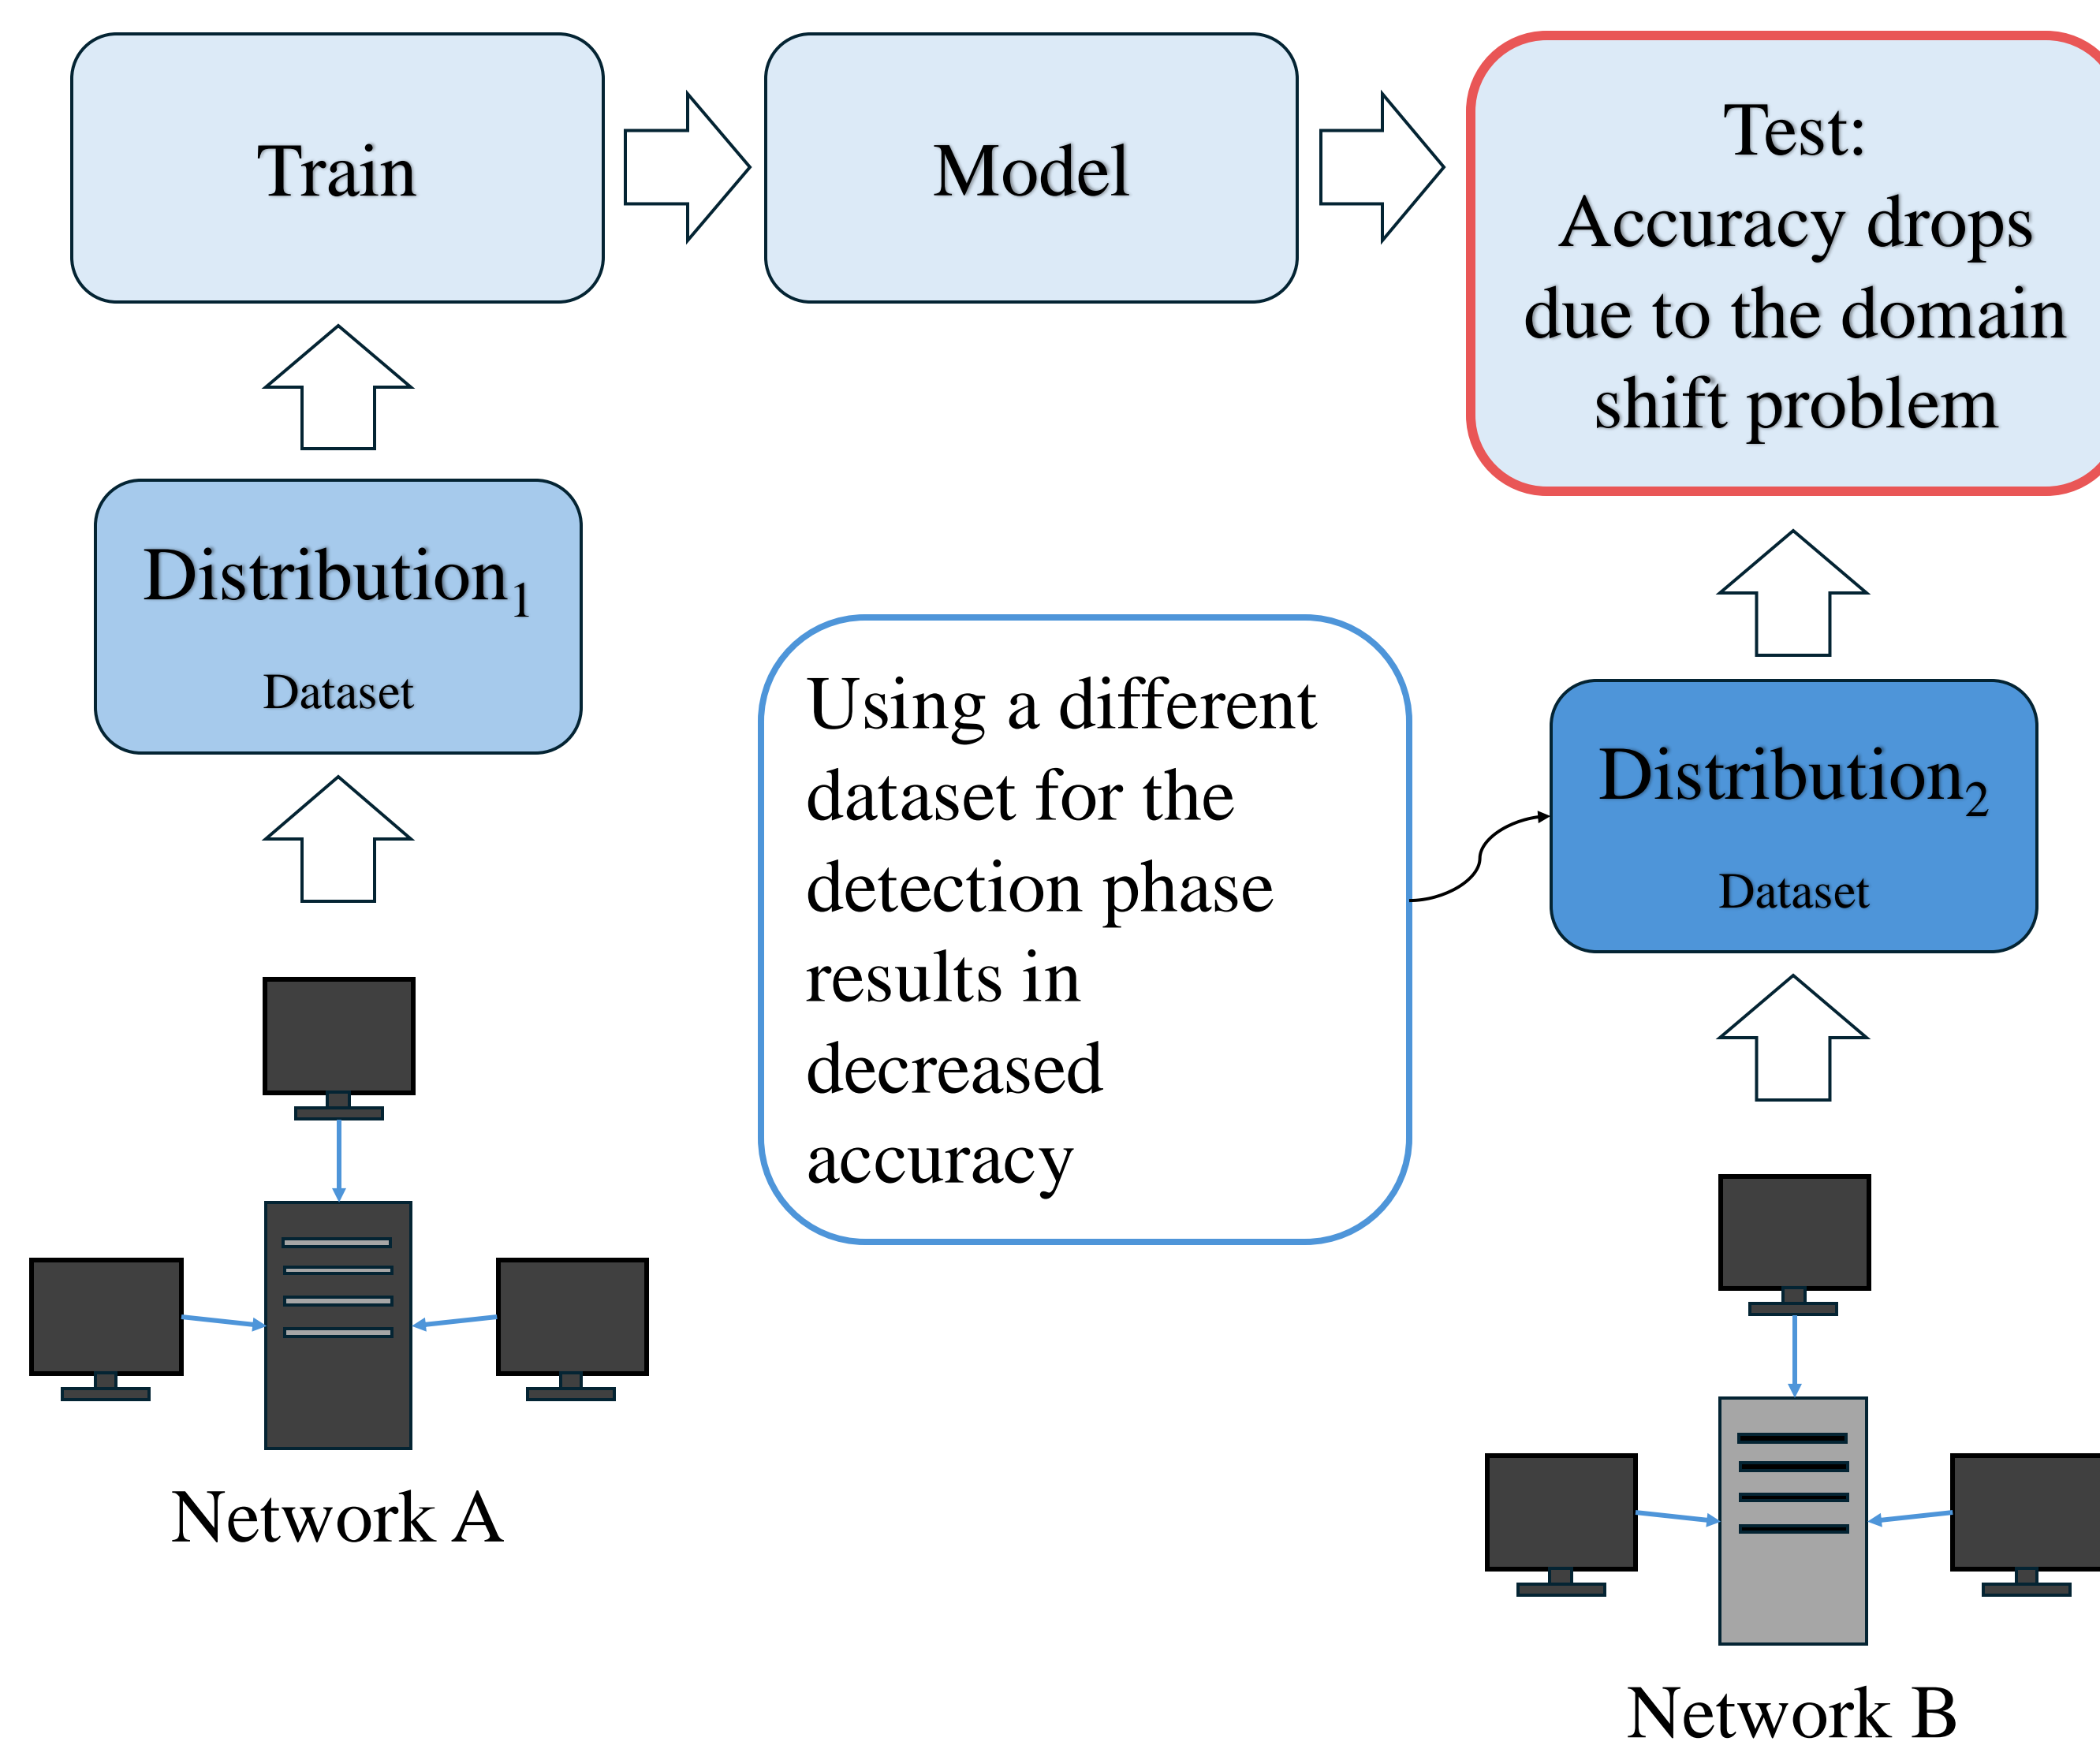 Train
Model
Test:
Accuracy drops
due to the domain
shift problem
Distribution₁
Dataset
Using a different
dataset for the
detection phase
results in
decreased
accuracy
Distribution₂
Dataset
Network A
Network B